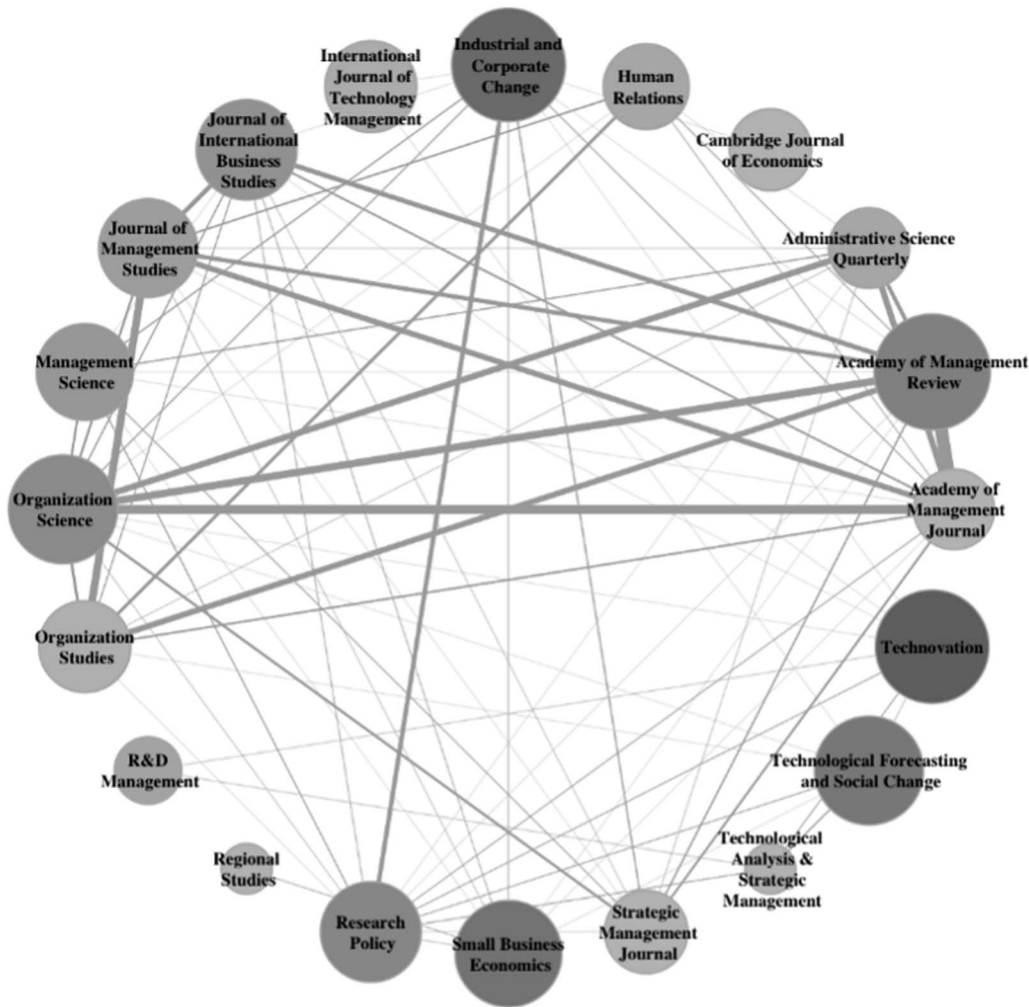 Industrial and
Corporate
Change
International
Journal of
Technology
Management
Human
Relations
Journal of
International
Business
Studies
Cambridge Journal
of Economics
Journal of
Management
Studies
Administrative Science
Quarterly
Management
Science
Academy of Management
Review
Organization
Science
Academy of
Management
Journal
Organization
Studies
Technovation
R&D
Management
Technological Forecasting
and Social Change
Regional
Studies
Technological
Analysis &
Strategic
Management
Research
Policy
Small Business
Economics
Strategic
Management
Journal